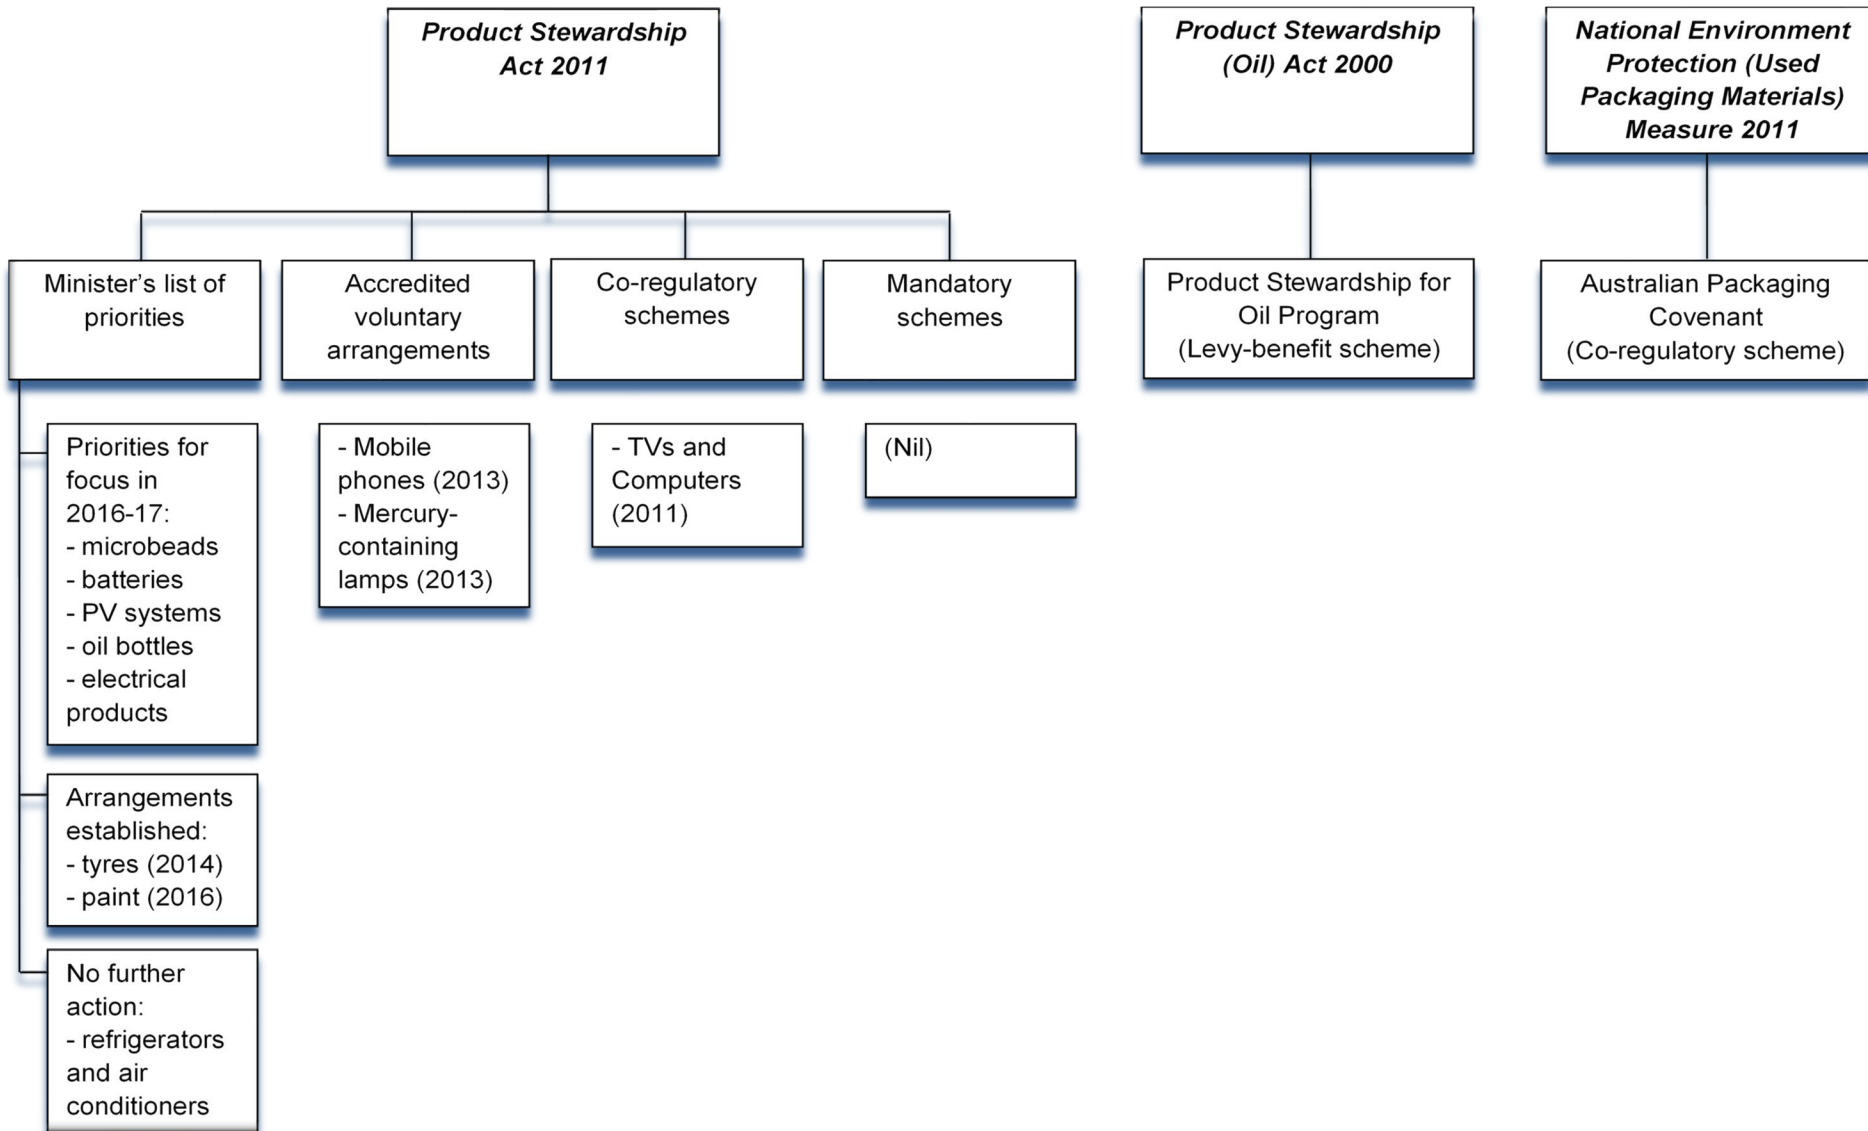 Product Stewardship
Act 2011
Product Stewardship
(Oil) Act 2000
National Environment
Protection (Used
Packaging Materials)
Measure 2011
Minister’s list of
priorities
Accredited
voluntary
arrangements
Co-regulatory
schemes
Mandatory
schemes
Product Stewardship for
Oil Program
(Levy-benefit scheme)
Australian Packaging
Covenant
(Co-regulatory scheme)
Priorities for
focus in
2016-17:
- microbeads
- batteries
- PV systems
- oil bottles
- electrical
products
- Mobile
phones (2013)
- Mercury-
containing
lamps (2013)
- TVs and
Computers
(2011)
(Nil)
Arrangements
established:
- tyres (2014)
- paint (2016)
No further
action:
- refrigerators
and air
conditioners